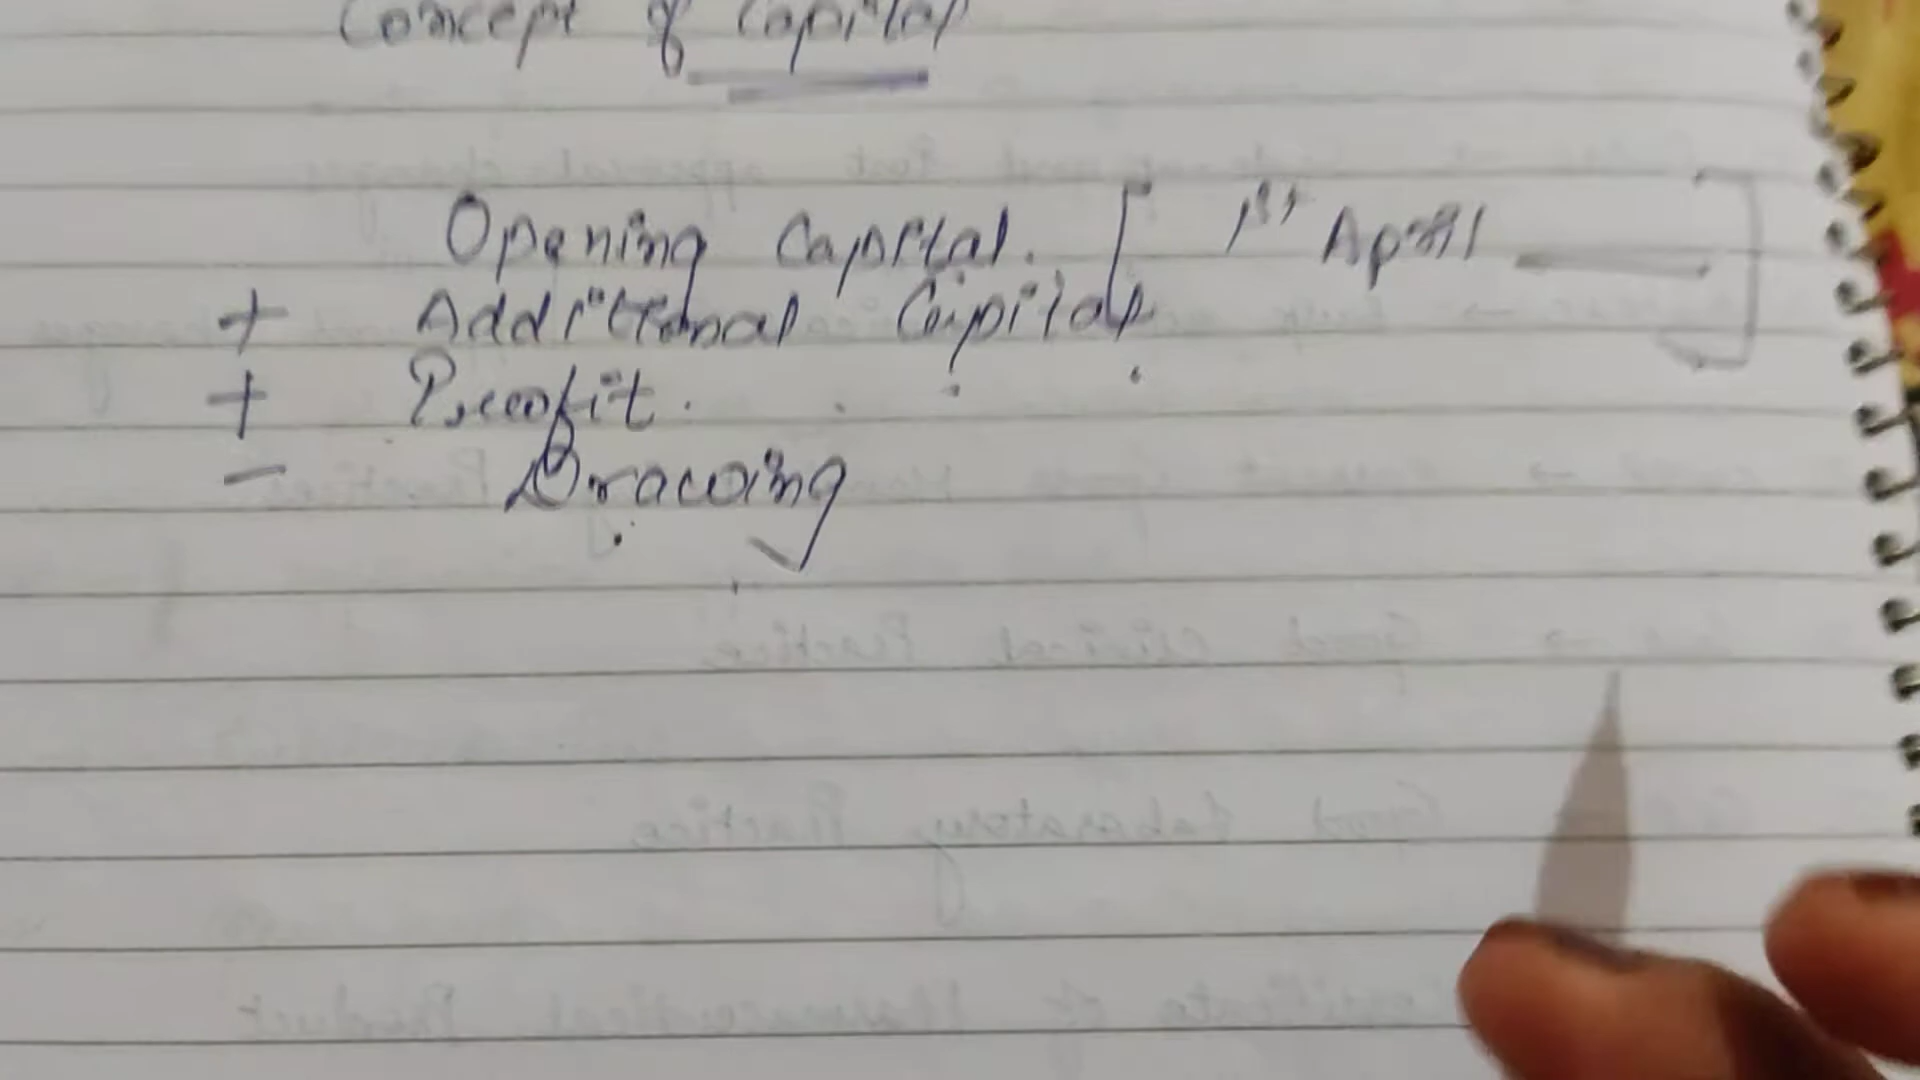 Concept of Capital
Opening Capital. [ 1st April — ]
+ Additional Capital
+ Profit.
- Drawing